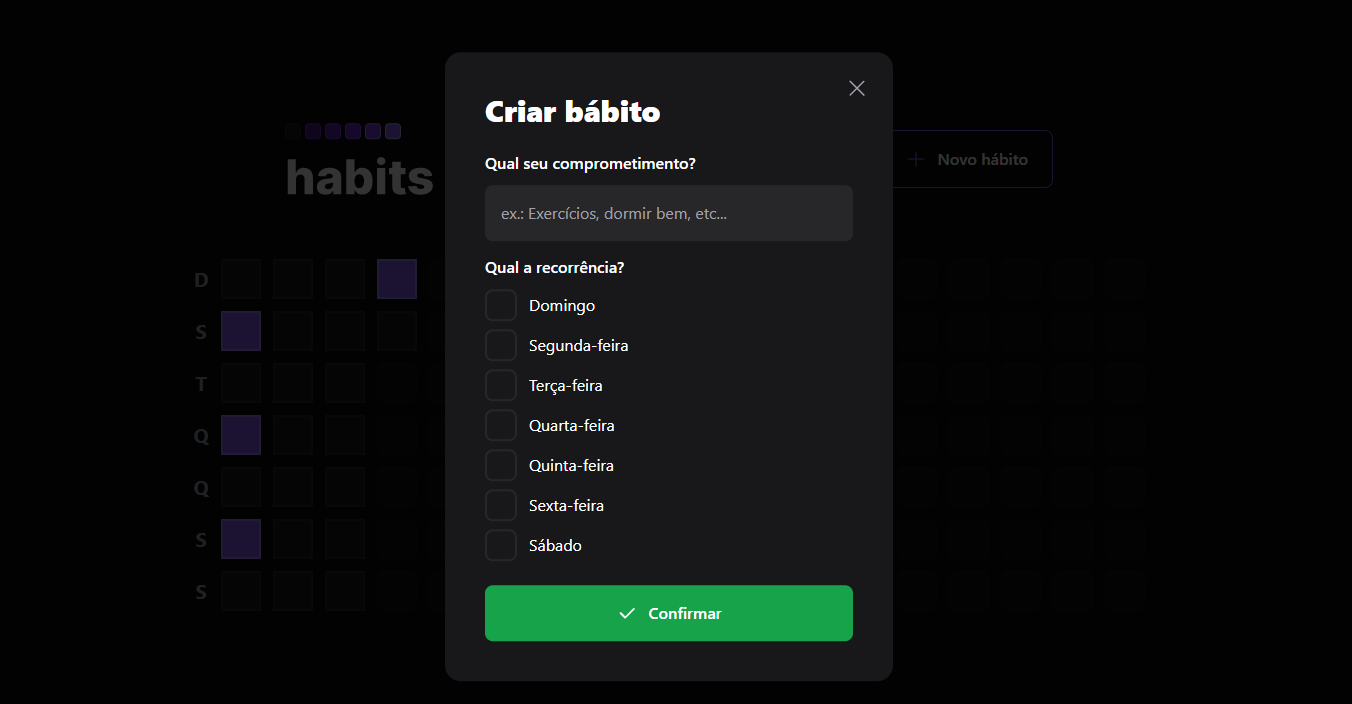 Criar bábito
Qual seu comprometimento?
ex.: Exercícios, dormir bem, etc...
Qual a recorrência?
Domingo
Segunda-feira
Terça-feira
Quarta-feira
Quinta-feira
Sexta-feira
Sábado
Confirmar
habits
Novo hábito
D
S
T
Q
Q
S
S